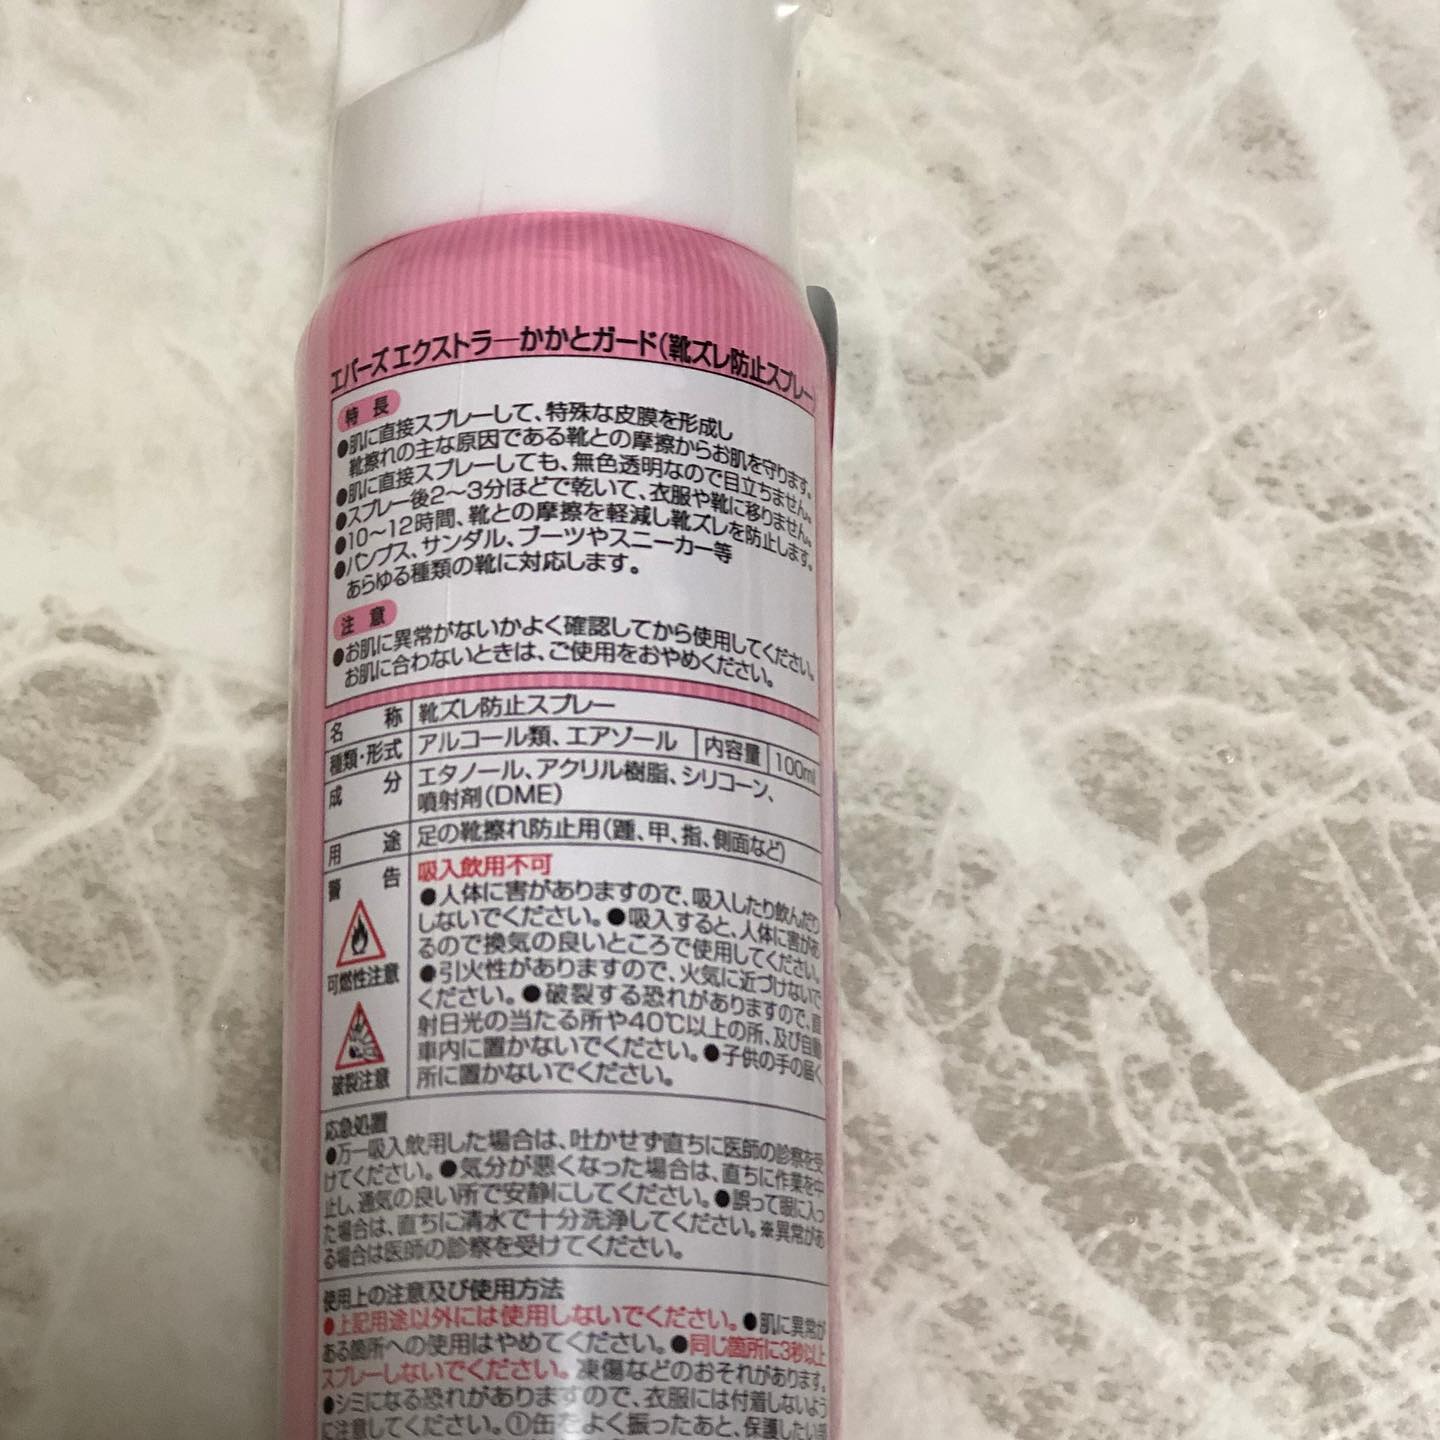 エバーズ エクストラーかかとガード(靴ズレ防止スプレー)
特長
●肌に直接スプレーして、特殊な皮膜を形成し
靴擦れの主な原因である靴との摩擦からお肌を守ります。
●肌に直接スプレーしても、無色透明なので目立ちません。
●スプレー後2〜3分ほどで乾いて、衣服や靴に移りません。
●10〜12時間、靴との摩擦を軽減し靴ズレを防止します。
●パンプス、サンダル、ブーツやスニーカー等
あらゆる種類の靴に対応します。
注意
●お肌に異常がないかよく確認してから使用してください。
お肌に合わないときは、ご使用をおやめください。
名称 靴ズレ防止スプレー
種類・形式 アルコール類、エアゾール 内容量 100ml
成分 エタノール、アクリル樹脂、シリコーン、
噴射剤(DME)
用途 足の靴擦れ防止用(踵、甲、指、側面など)
警告 吸入飲用不可
●人体に害がありますので、吸入したり飲んだり
しないでください。●吸入すると、人体に害があ
るので換気の良いところで使用してください。
●引火性がありますので、火気に近づけないで
ください。●破裂する恐れがありますので、直
射日光の当たる所や40℃以上の所、及び自動
車内に置かないでください。●子供の手の届く
所に置かないでください。
可燃性注意
破裂注意
応急処置
●万一吸入飲用した場合は、吐かせず直ちに医師の診察を受
けてください。●気分が悪くなった場合は、直ちに作業を中
止し、通気の良い所で安静にしてください。●誤って眼に入っ
た場合は、直ちに清水で十分洗浄してください。※異常があ
る場合は医師の診察を受けてください。
使用上の注意及び使用方法
●上記用途以外には使用しないでください。●肌に異常が
ある箇所への使用はやめてください。●同じ箇所に3秒以上
スプレーしないでください。凍傷などのおそれがあります。
●シミになる恐れがありますので、衣服には付着しないよう
に注意してください。①缶をよく振ったあと、保護したい部